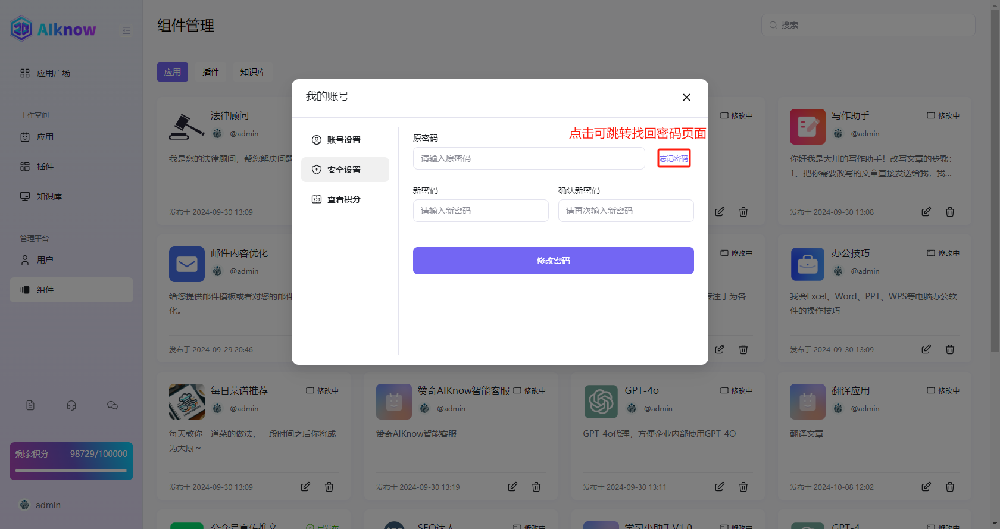 AIknow
组件管理
搜索
应用广场
应用
插件
知识库
工作空间
应用
插件
知识库
管理平台
用户
组件
剩余积分
98729/100000
admin
我的账号
账号设置
安全设置
查看积分
点击可跳转找回密码页面
原密码
请输入原密码
忘记密码
新密码
确认新密码
请输入新密码
请再次输入新密码
修改密码
法律顾问
@admin
我是您的法律顾问，帮您解决问题
发布于 2024-09-30 13:09
修改中
写作助手
修改中
@admin
你好我是大川的写作助手！改写文章的步骤：
1、把你需要改写的文章直接发送给我，我...
发布于 2024-09-30 13:08
邮件内容优化
@admin
给您提供邮件模板或者对您的邮件
化。
发布于 2024-09-29 20:46
修改中
专注于为各
办公技巧
修改中
@admin
我会Excel、Word、PPT、WPS等电脑办公软
件的操作技巧
发布于 2024-09-30 13:09
每日菜谱推荐
修改中
@admin
每天教你一道菜的做法，一段时间之后你将成
为大厨～
发布于 2024-09-30 13:09
赞奇AIKnow智能客服
修改中
@admin
赞奇AIKnow智能客服
发布于 2024-09-30 13:19
GPT-4o
修改中
@admin
GPT-4o代理，方便企业内部使用GPT-4O
发布于 2024-09-30 13:11
翻译应用
修改中
@admin
翻译文章
发布于 2024-10-08 12:02
公众号宣传推文
已发布
SEO达人
修改中
学习小助手V1.0
修改中
GPT-4
修改中